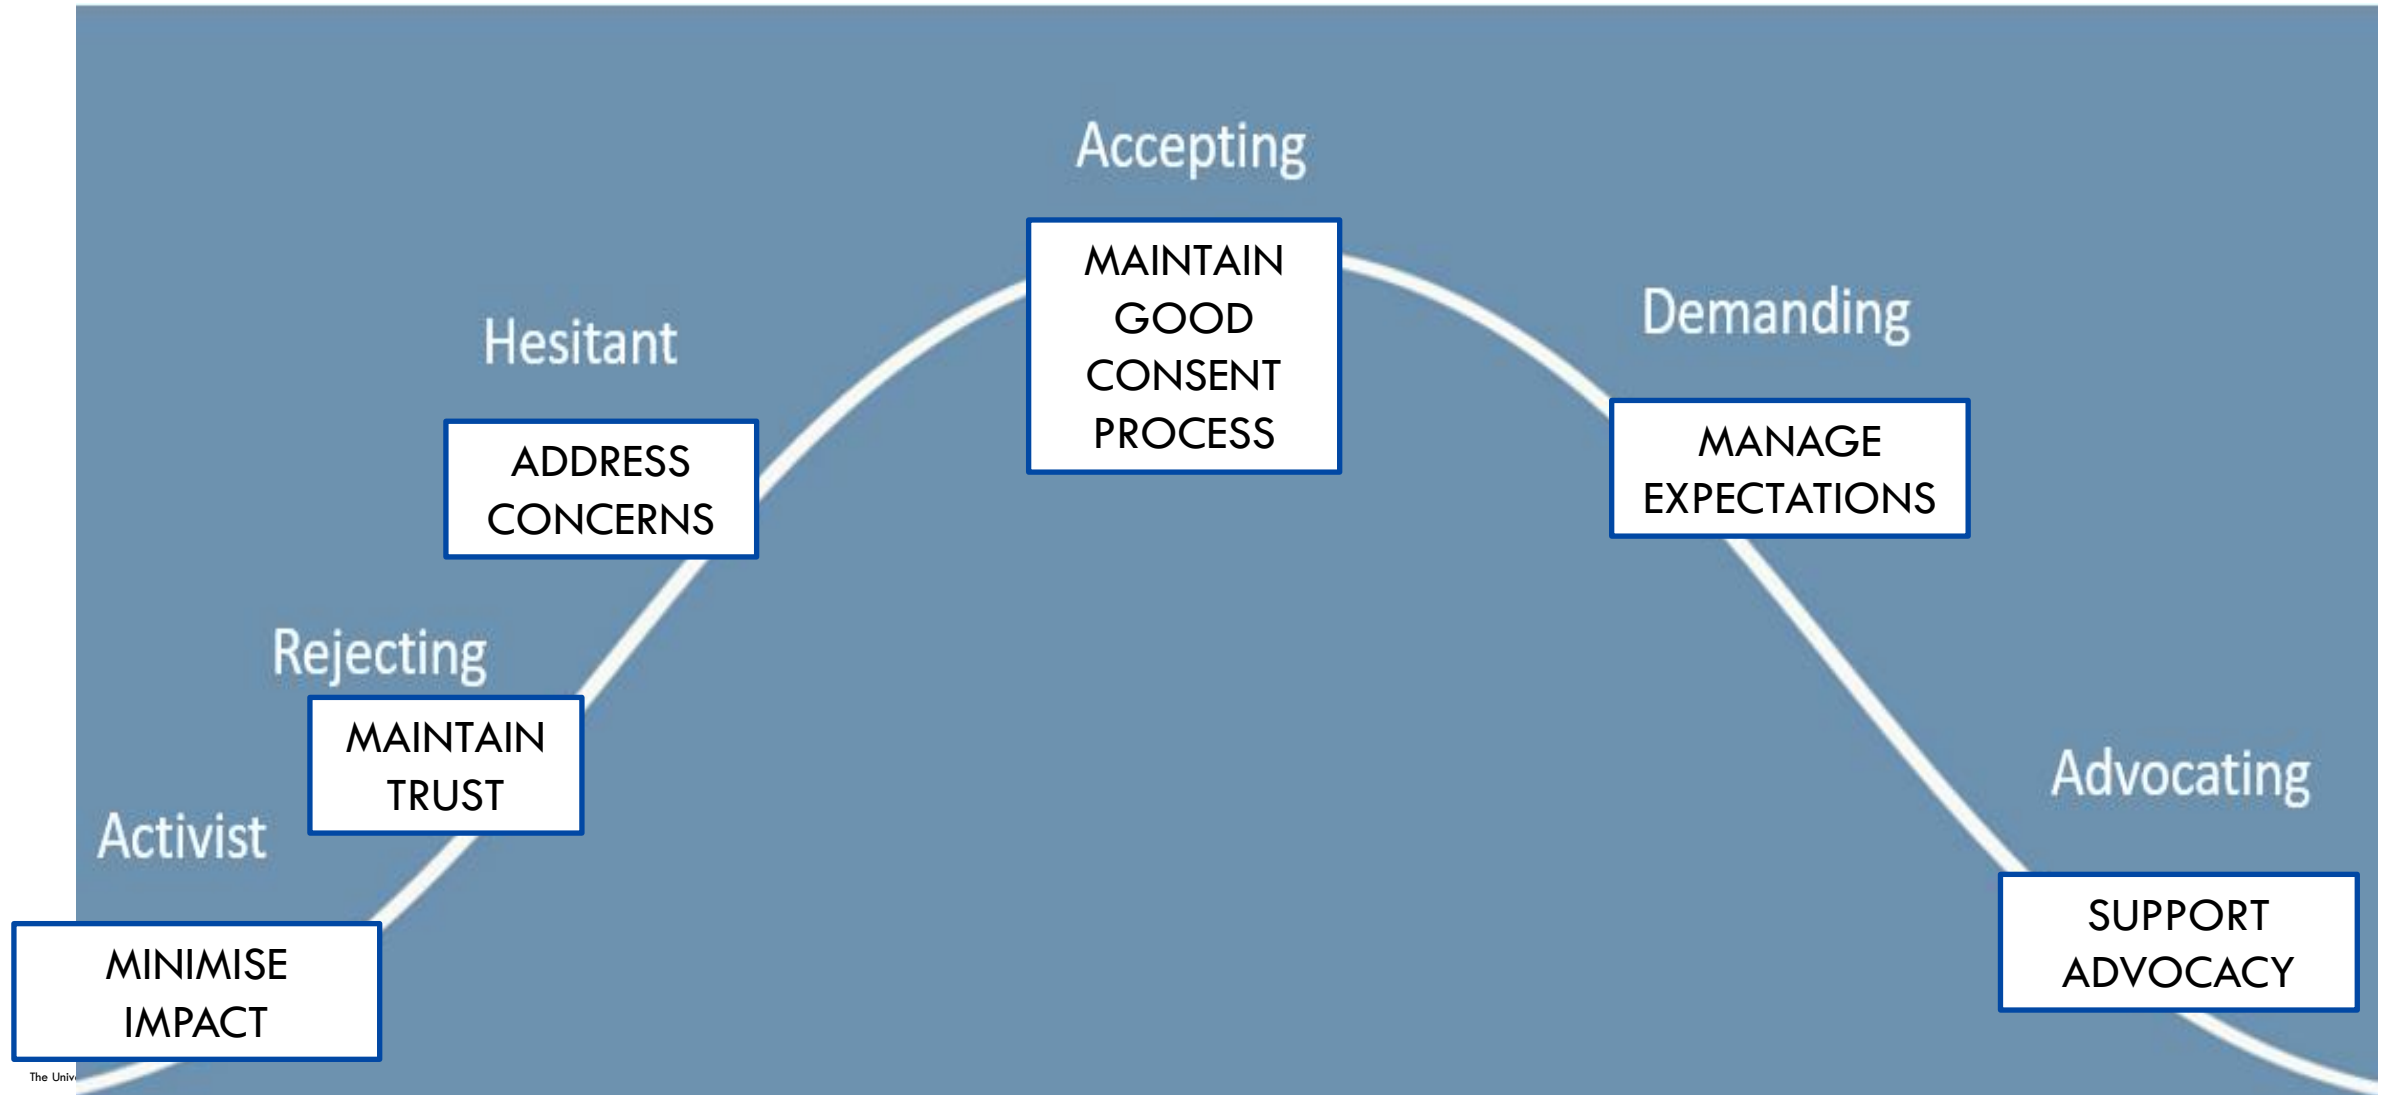 Accepting
MAINTAIN
GOOD
CONSENT
PROCESS
Demanding
MANAGE
EXPECTATIONS
Hesitant
ADDRESS
CONCERNS
Rejecting
MAINTAIN
TRUST
Activist
MINIMISE
IMPACT
Advocating
SUPPORT
ADVOCACY
The